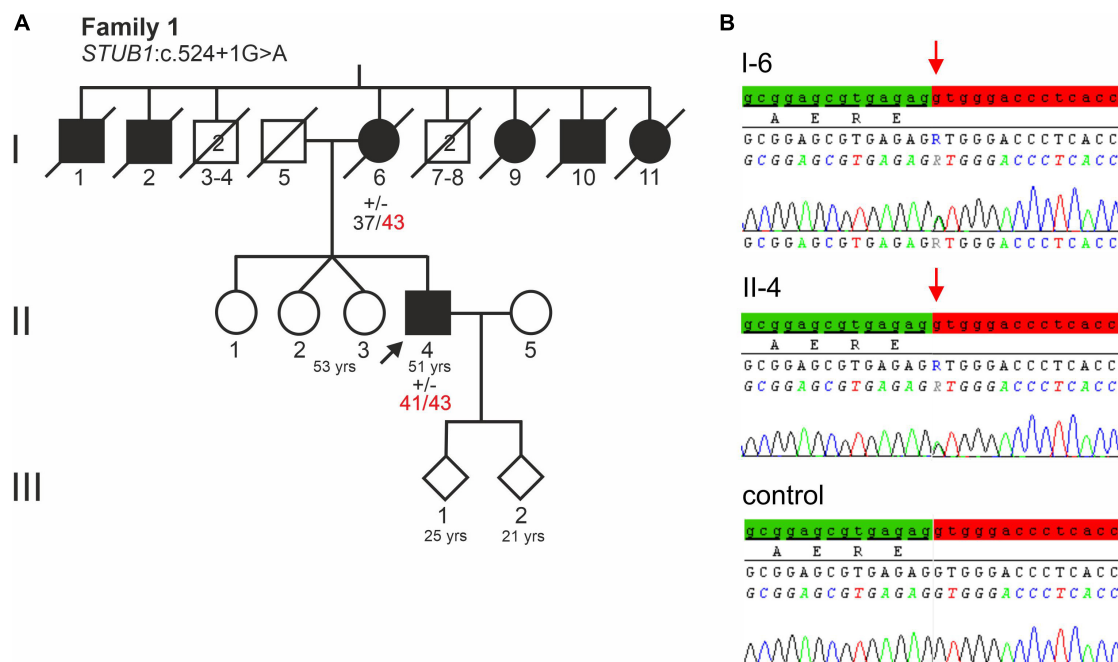 A
Family 1
STUB1:c.524+1G>A
I
2
2
1
2
3-4
5
6
7-8
9
10
11
+/-
37/43
II
1
2
3
4
5
53 yrs
51 yrs
+/-
41/43
III
1
2
25 yrs
21 yrs
B
I-6
gcggagcgtgagaggtgggaccctcacc
A E R E
GCGGAGCGTGAGAGRTGGGACCCTCACC
GCGGAGCGTGAGAGRTGGGACCCTCACC
GCGGAGCGTGAGAGRTGGGACCCTCACC
II-4
gcggagcgtgagaggtgggaccctcacc
A E R E
GCGGAGCGTGAGAGRTGGGACCCTCACC
GCGGAGCGTGAGAGRTGGGACCCTCACC
control
gcggagcgtgagaggtgggaccctcacc
A E R E
GCGGAGCGTGAGAGGTGGGACCCTCACC
GCGGAGCGTGAGAGGTGGGACCCTCACC